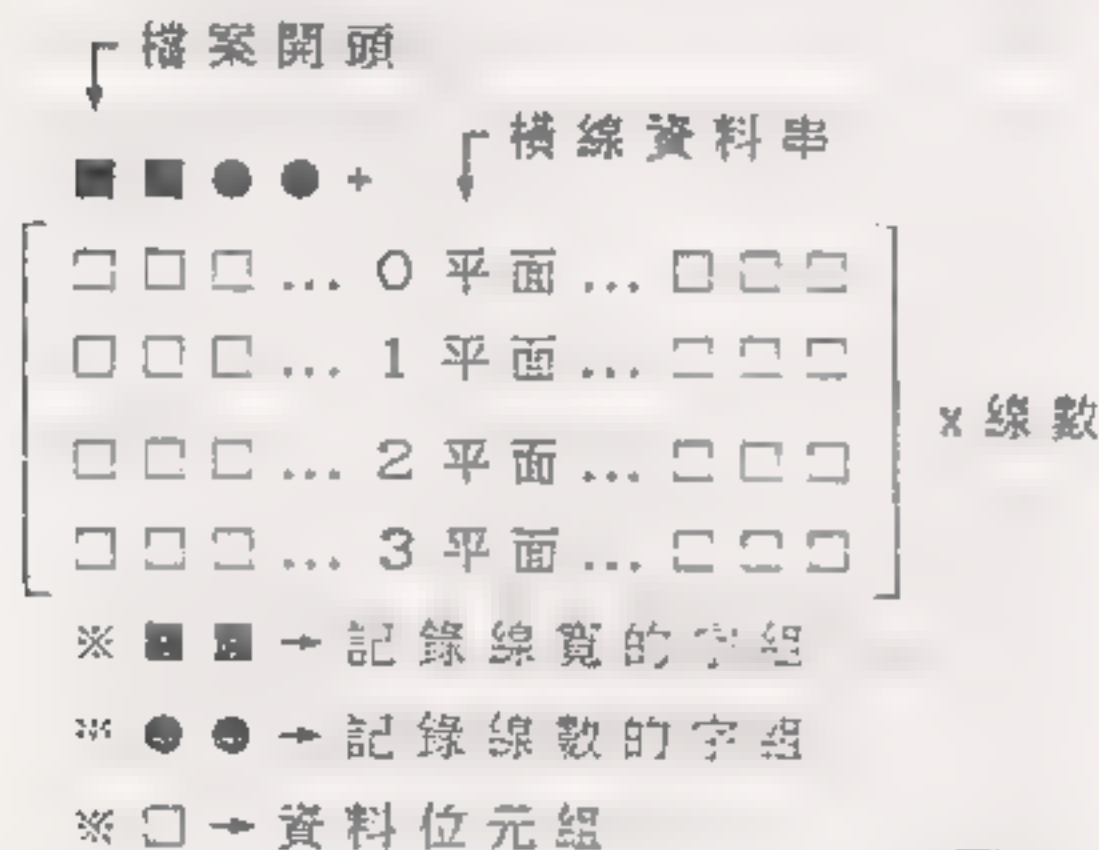 檔案開頭
橫線資料串
■ ■ ● ● +
□ □ □ ... 0 平面 ... □ □ □
□ □ □ ... 1 平面 ... □ □ □
□ □ □ ... 2 平面 ... □ □ □
□ □ □ ... 3 平面 ... □ □ □
x 線數
※ ■ ■ → 記錄線寬的字組
※ ● ● → 記錄線數的字組
※ □ → 資料位元組